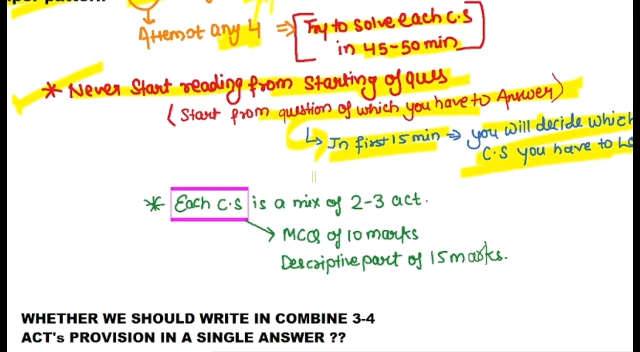 Attempt any 4 ⇒ [Try to solve each C.S
in 45-50 min]
* Never Start reading from Starting of ques
(Start from question of which you have to Answer)
↳ In first 15 min ⇒ you will decide which
C.S you have to
* Each C.S is a mix of 2-3 act.
→ MCQ of 10 marks
Descriptive part of 15 marks.
WHETHER WE SHOULD WRITE IN COMBINE 3-4
ACT's PROVISION IN A SINGLE ANSWER ??